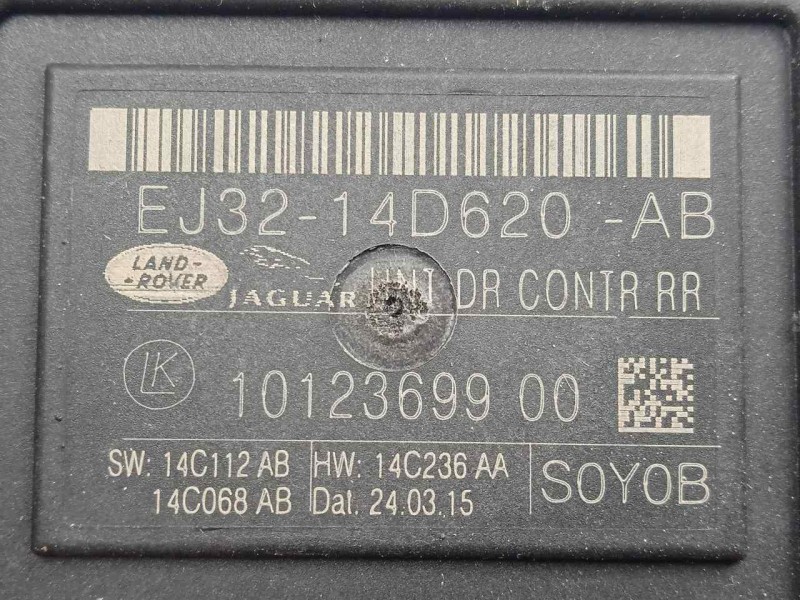 EJ32-14D620 -AB
LAND-
-ROVER
JAGUAR UNT DR CONTR RR
LK
10123699 00
SW: 14C112 AB
14C068 AB
HW: 14C236 AA
Dat. 24.03.15
SOYOB